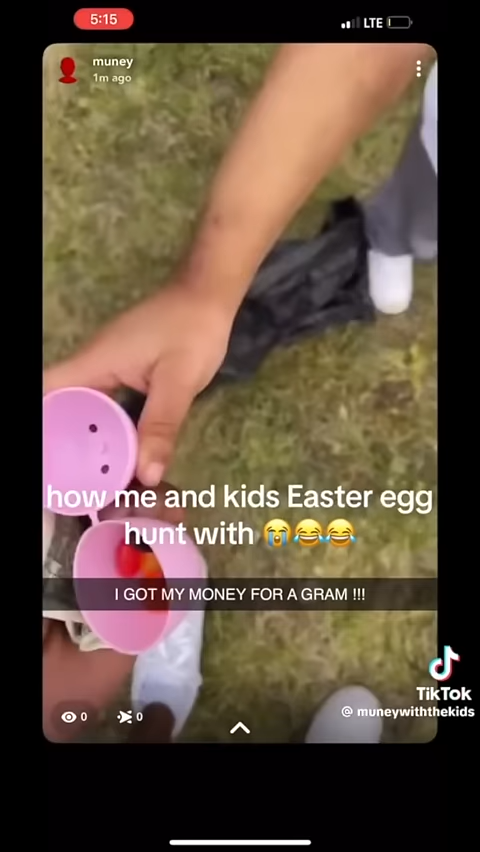 5:15
LTE
muney
1m ago
how me and kids Easter egg
hunt with 😭😂😂
I GOT MY MONEY FOR A GRAM !!!
0 0
TikTok
@ muneywiththekids